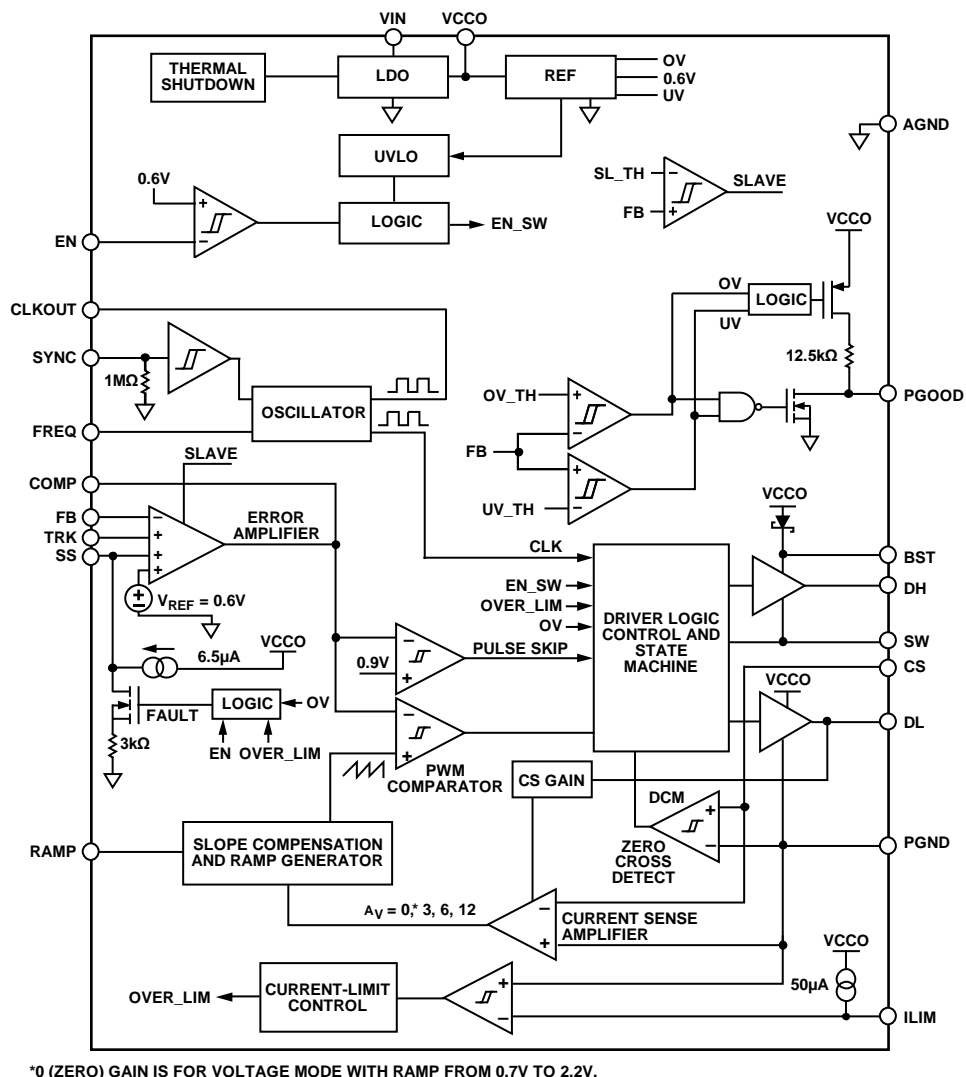 VIN
VCCO
THERMAL
SHUTDOWN
LDO
REF
OV
0.6V
UV
AGND
UVLO
0.6V
+
−
EN
LOGIC
EN_SW
SL_TH
−
FB
+
SLAVE
VCCO
CLKOUT
OV
UV
LOGIC
SYNC
1MΩ
12.5kΩ
OSCILLATOR
OV_TH
+
−
PGOOD
FREQ
SLAVE
FB
+
−
UV_TH
COMP
FB
−
TRK
+
SS
+
+
ERROR
AMPLIFIER
VREF = 0.6V
VCCO
CLK
BST
EN_SW
OVER_LIM
OV
DRIVER LOGIC
CONTROL AND
STATE
MACHINE
DH
SW
6.5µA
VCCO
−
0.9V
+
PULSE SKIP
CS
VCCO
FAULT
LOGIC
OV
DL
3kΩ
EN
OVER_LIM
−
+
PWM
COMPARATOR
CS GAIN
DCM
+
−
ZERO
CROSS
DETECT
RAMP
SLOPE COMPENSATION
AND RAMP GENERATOR
PGND
AV = 0,* 3, 6, 12
−
+
CURRENT SENSE
AMPLIFIER
VCCO
50µA
OVER_LIM
CURRENT-LIMIT
CONTROL
+
−
ILIM
*0 (ZERO) GAIN IS FOR VOLTAGE MODE WITH RAMP FROM 0.7V TO 2.2V.